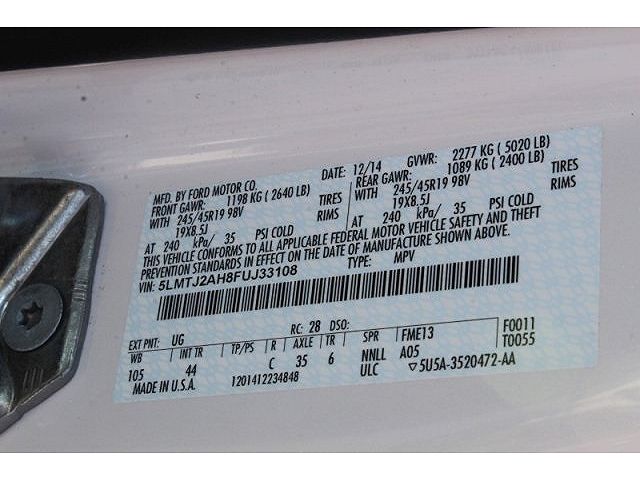 MFD. BY FORD MOTOR CO. 12/14 GVWR: 2277 KG ( 5020 LB)
FRONT GAWR: 1198 KG ( 2640 LB) REAR GAWR: 1089 KG ( 2400 LB)
WITH 245/45R19 98V TIRES WITH 245/45R19 98V TIRES
19X8.5J RIMS 19X8.5J RIMS
AT 240 kPa/ 35 PSI COLD AT 240 kPa/ 35 PSI COLD
THIS VEHICLE CONFORMS TO ALL APPLICABLE FEDERAL MOTOR VEHICLE SAFETY AND THEFT
PREVENTION STANDARDS IN EFFECT ON THE DATE OF MANUFACTURE SHOWN ABOVE.
VIN: 5LMTJ2AH8FUJ33108 TYPE: MPV
EXT PNT: UG RC: 28 DSO: FME13 F0011
WB INT TR TP/PS R AXLE TR SPR A05 T0055
105 44 C 35 6 NNLL
MADE IN U.S.A. 1201412234848 ULC ▽5U5A-3520472-AA